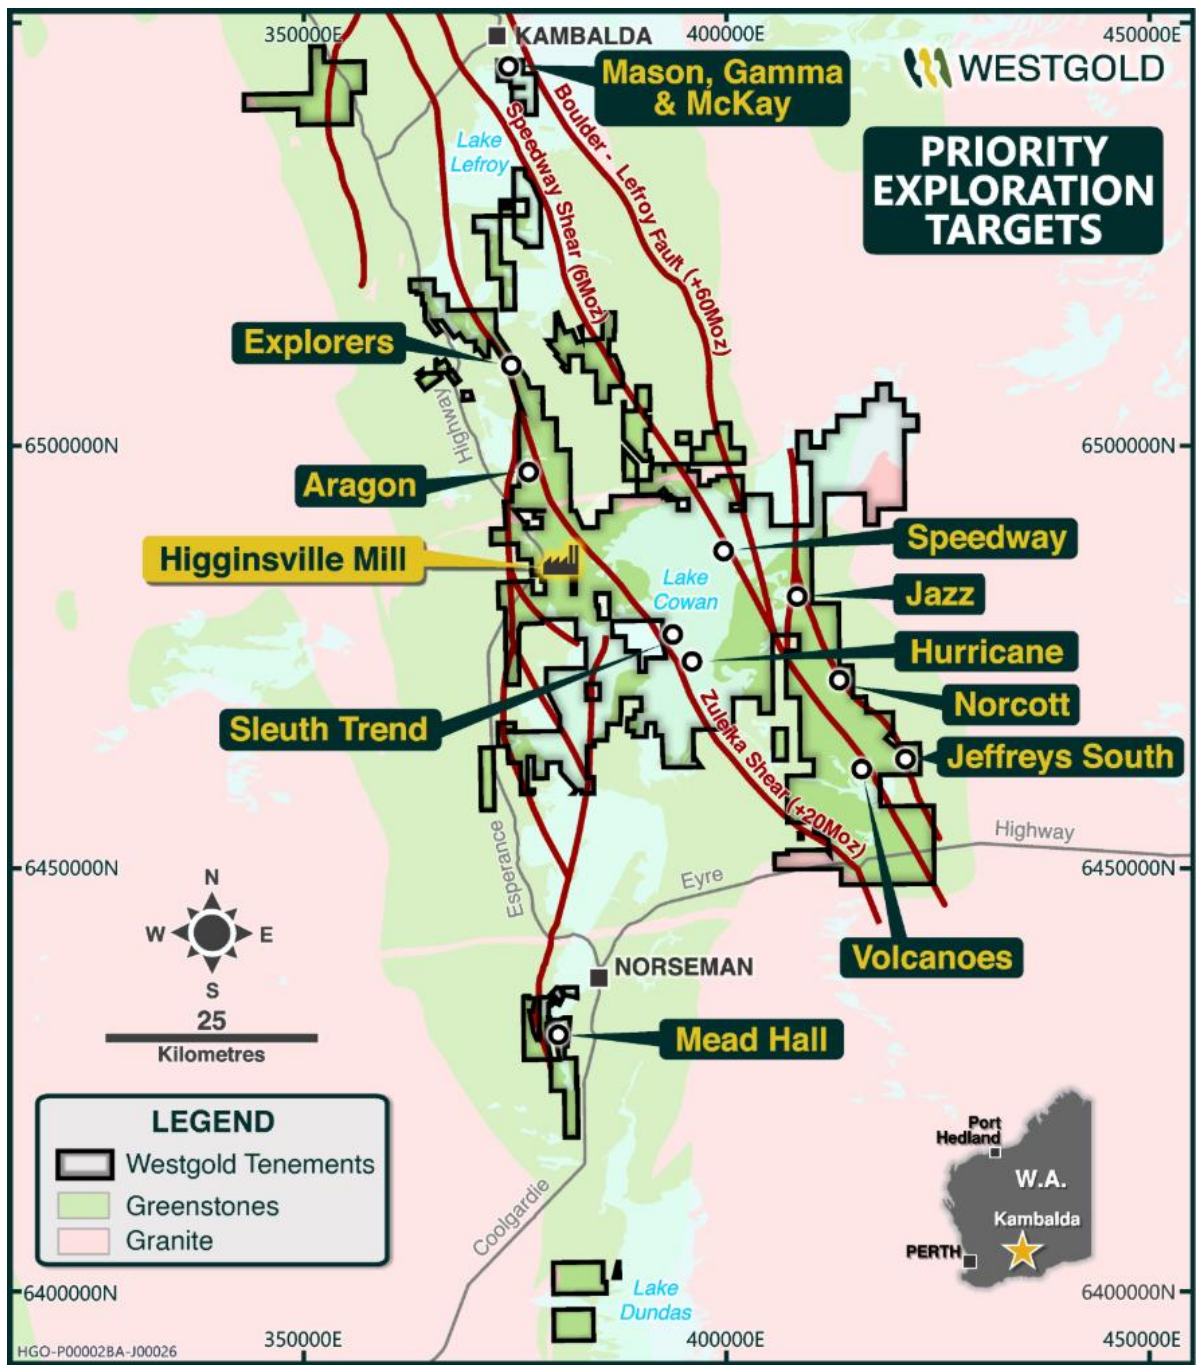 350000E
400000E
450000E
KAMBALDA
Mason, Gamma
& McKay
WESTGOLD
PRIORITY
EXPLORATION
TARGETS
Lake
Lefroy
Speedway Shear (6Moz)
Boulder - Lefroy Fault (+60Moz)
Explorers
Highway
6500000N
6500000N
Aragon
Higginsville Mill
Speedway
Lake
Cowan
Jazz
Hurricane
Norcott
Sleuth Trend
Jeffreys South
Zuleika Shear (+20Moz)
Esperance
Highway
6450000N
6450000N
Eyre
N
W
E
S
Volcanoes
NORSEMAN
25
Kilometres
Mead Hall
LEGEND
Westgold Tenements
Greenstones
Granite
Coolgardie
Port
Hedland
W.A.
Kambalda
PERTH
6400000N
6400000N
Lake
Dundas
HGO-P00002BA-J00026
350000E
400000E
450000E